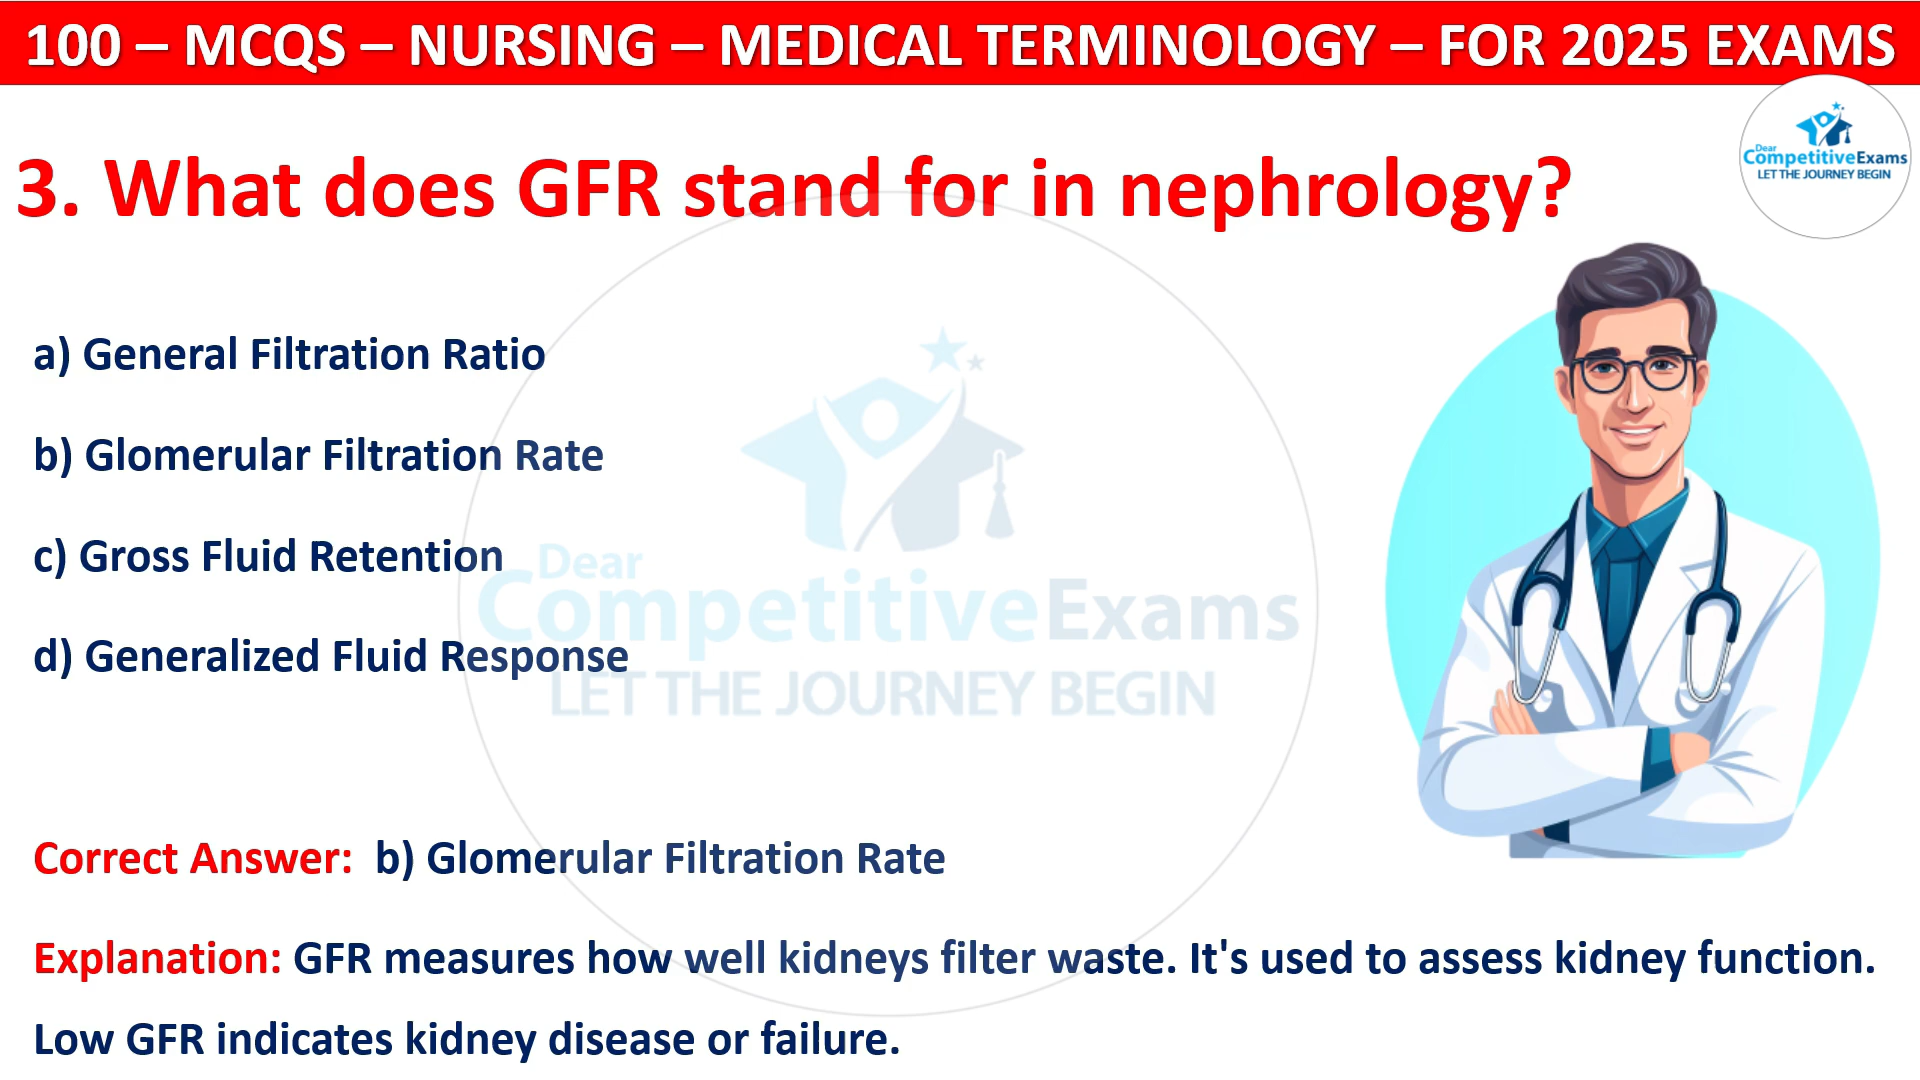 100 – MCQS – NURSING – MEDICAL TERMINOLOGY – FOR 2025 EXAMS
Dear
CompetitiveExams
LET THE JOURNEY BEGIN
3. What does GFR stand for in nephrology?
a) General Filtration Ratio
b) Glomerular Filtration Rate
c) Gross Fluid Retention
d) Generalized Fluid Response
Dear
CompetitiveExams
LET THE JOURNEY BEGIN
Correct Answer: b) Glomerular Filtration Rate
Explanation: GFR measures how well kidneys filter waste. It's used to assess kidney function.
Low GFR indicates kidney disease or failure.